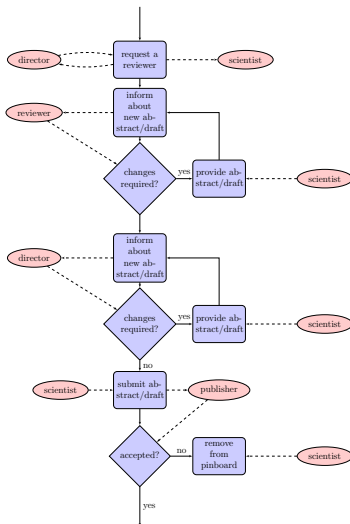 request a
reviewer
director
scientist
inform
about
new ab-
stract/draft
reviewer
changes
required?
yes
provide ab-
stract/draft
scientist
inform
about
new ab-
stract/draft
director
changes
required?
yes
provide ab-
stract/draft
scientist
no
scientist
submit ab-
stract/draft
publisher
accepted?
no
remove
from
pinboard
scientist
yes